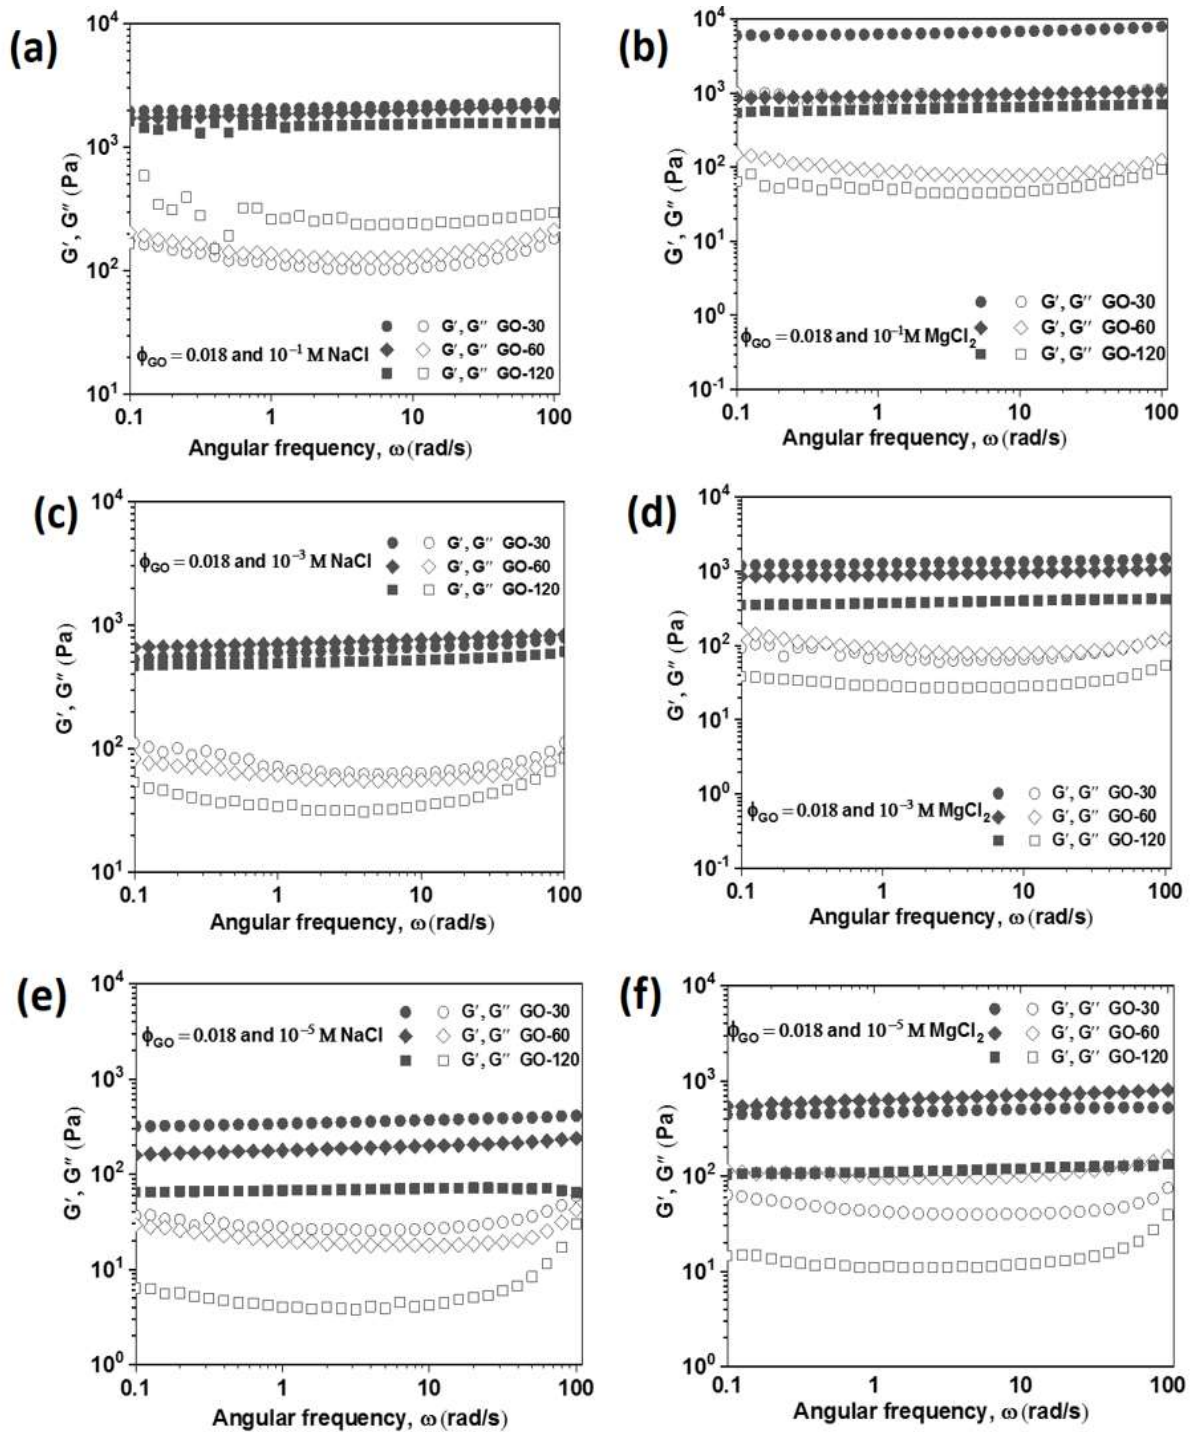 (a)
10⁴
10³
10²
10¹
G′, G″ (Pa)
G′, G″ GO-30
G′, G″ GO-60
G′, G″ GO-120
ϕGO = 0.018 and 10⁻¹ M NaCl
0.1 1 10 100
Angular frequency, ω(rad/s)
(b)
10⁴
10³
10²
10¹
10⁰
10⁻¹
G′, G″ (Pa)
G′, G″ GO-30
G′, G″ GO-60
G′, G″ GO-120
ϕGO = 0.018 and 10⁻¹M MgCl₂
0.1 1 10 100
Angular frequency, ω(rad/s)
(c)
10⁴
10³
10²
10¹
G′, G″ (Pa)
G′, G″ GO-30
G′, G″ GO-60
G′, G″ GO-120
ϕGO = 0.018 and 10⁻³ M NaCl
0.1 1 10 100
Angular frequency, ω(rad/s)
(d)
10⁴
10³
10²
10¹
10⁰
10⁻¹
G′, G″ (Pa)
G′, G″ GO-30
G′, G″ GO-60
G′, G″ GO-120
ϕGO = 0.018 and 10⁻³ M MgCl₂
0.1 1 10 100
Angular frequency, ω(rad/s)
(e)
10⁴
10³
10²
10¹
10⁰
G′, G″ (Pa)
G′, G″ GO-30
G′, G″ GO-60
G′, G″ GO-120
ϕGO = 0.018 and 10⁻⁵ M NaCl
0.1 1 10 100
Angular frequency, ω(rad/s)
(f)
10⁴
10³
10²
10¹
10⁰
G′, G″ (Pa)
G′, G″ GO-30
G′, G″ GO-60
G′, G″ GO-120
ϕGO = 0.018 and 10⁻⁵ M MgCl₂
0.1 1 10 100
Angular frequency, ω(rad/s)